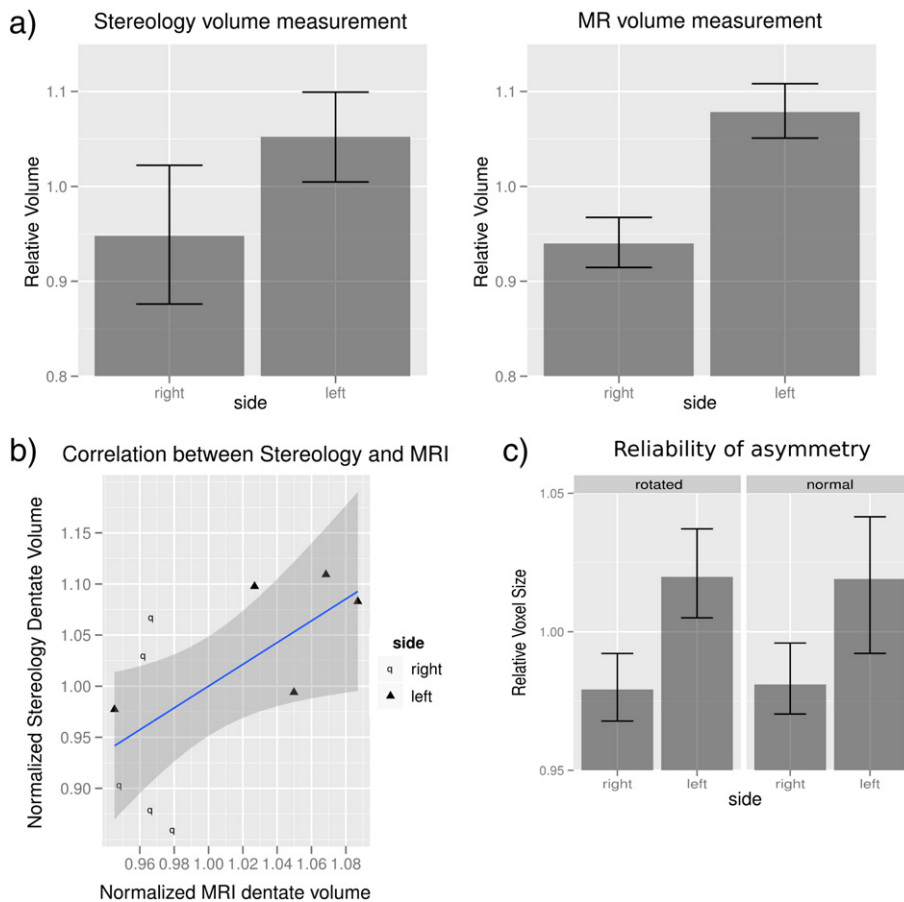 a)
Stereology volume measurement
MR volume measurement
Relative Volume
1.1
1.0
0.9
0.8
right
left
side
Relative Volume
1.1
1.0
0.9
0.8
right
left
side
b)
Correlation between Stereology and MRI
Normalized Stereology Dentate Volume
1.15
1.10
1.05
1.00
0.95
0.90
q
q
q
q
q
0.96 0.98 1.00 1.02 1.04 1.06 1.08
Normalized MRI dentate volume
side
q right
left
c)
Reliability of asymmetry
rotated
normal
Relative Voxel Size
1.05
1.00
0.95
right
left
right
left
side